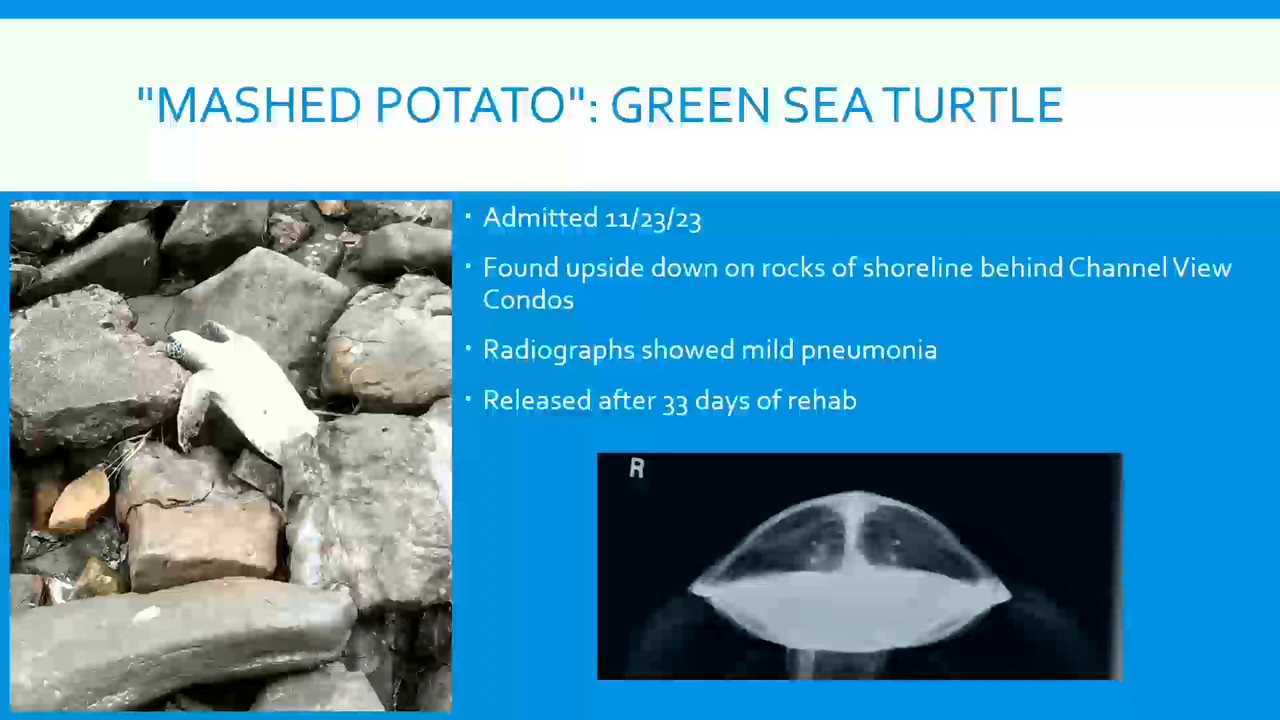 "MASHED POTATO": GREEN SEA TURTLE
▪ Admitted 11/23/23
▪ Found upside down on rocks of shoreline behind Channel View
Condos
▪ Radiographs showed mild pneumonia
▪ Released after 33 days of rehab
R